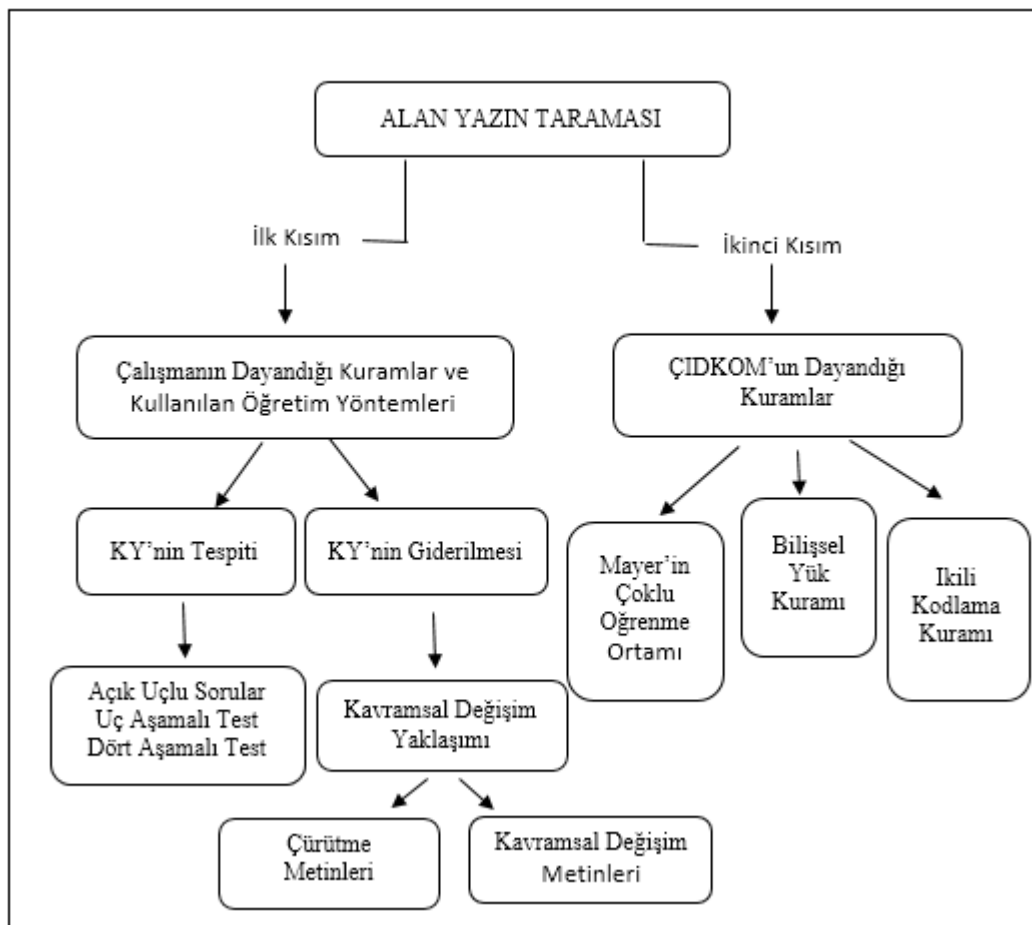 ALAN YAZIN TARAMASI
İlk Kısım
İkinci Kısım
Çalışmanın Dayandığı Kuramlar ve
Kullanılan Öğretim Yöntemleri
ÇIDKOM’un Dayandığı
Kuramlar
KY’nin Tespiti
KY’nin Giderilmesi
Mayer’in
Çoklu
Oğrenme
Ortamı
Bilişsel
Yük
Kuramı
Ikili
Kodlama
Kuramı
Açık Uçlu Sorular
Uç Aşamalı Test
Dört Aşamalı Test
Kavramsal Değişim
Yaklaşımı
Çürütme
Metinleri
Kavramsal Değişim
Metinleri